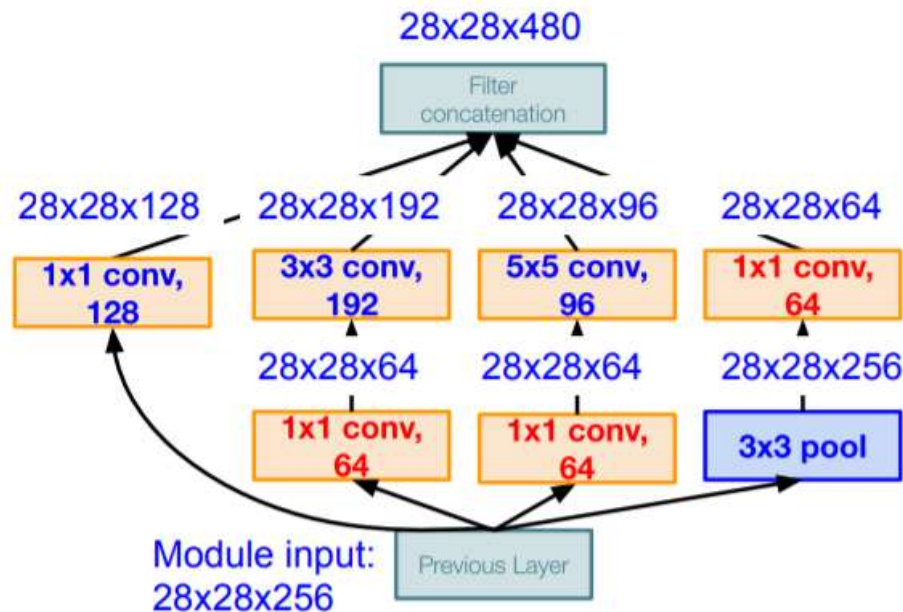 28x28x480
Filter
concatenation
28x28x128
28x28x192
28x28x96
28x28x64
1x1 conv,
128
3x3 conv,
192
5x5 conv,
96
1x1 conv,
64
28x28x64
28x28x64
28x28x256
1x1 conv,
64
1x1 conv,
64
3x3 pool
Module input:
28x28x256
Previous Layer